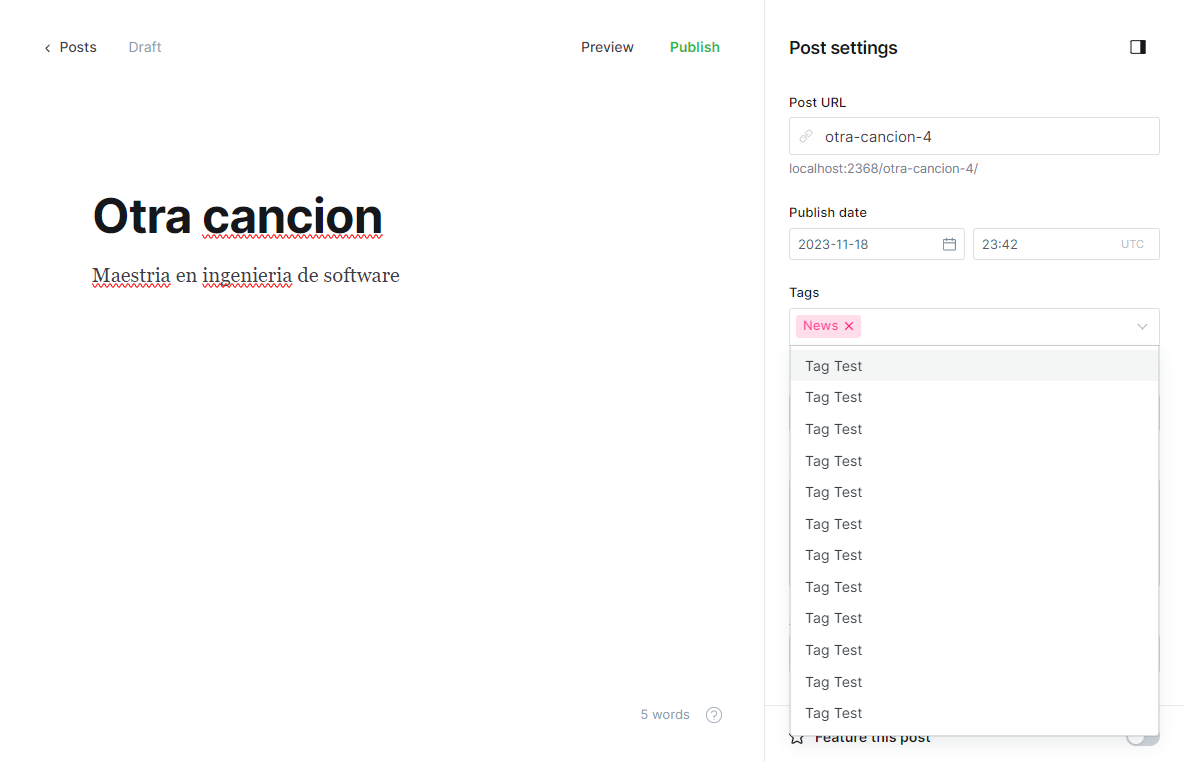 Posts
Draft
Preview
Publish
Otra cancion
Maestria en ingenieria de software
5 words
?
Post settings
Post URL
otra-cancion-4
localhost:2368/otra-cancion-4/
Publish date
2023-11-18
23:42
UTC
Tags
News
Tag Test
Tag Test
Tag Test
Tag Test
Tag Test
Tag Test
Tag Test
Tag Test
Tag Test
Tag Test
Tag Test
Tag Test
Feature this post